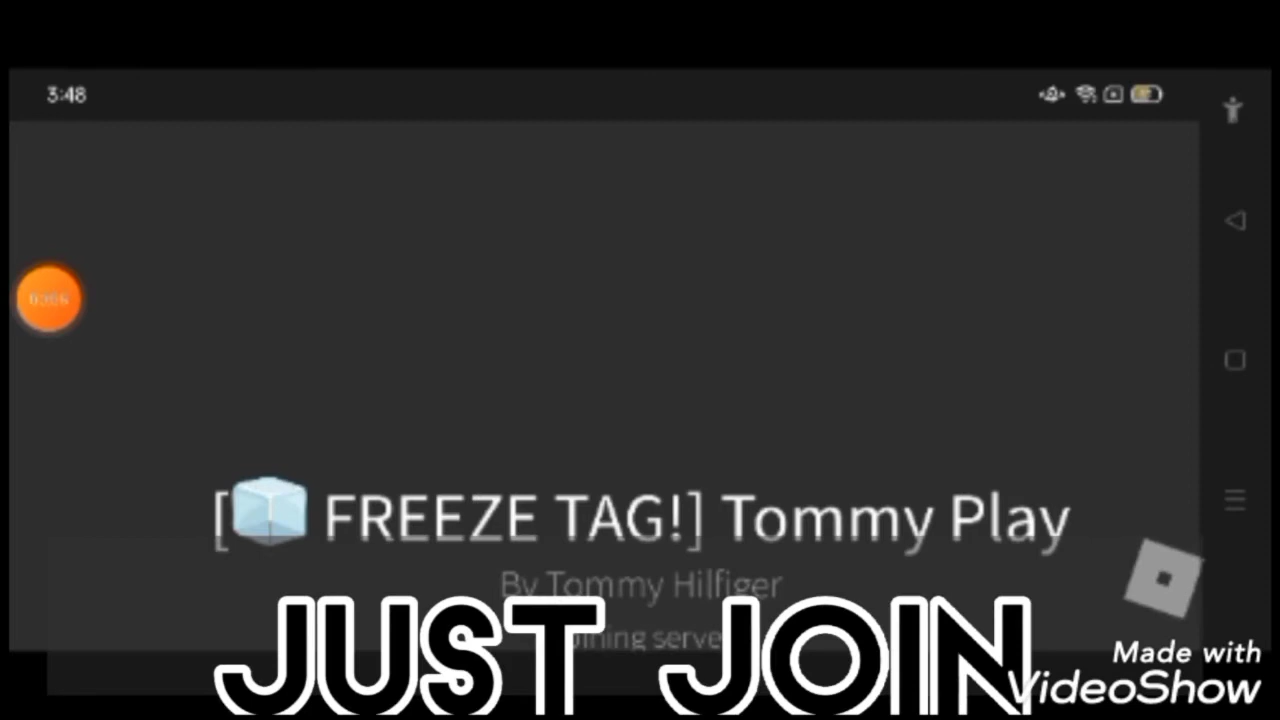 3:48
[🧊 FREEZE TAG!] Tommy Play
By Tommy Hilfiger
JUST JOIN
Made with
VideoShow